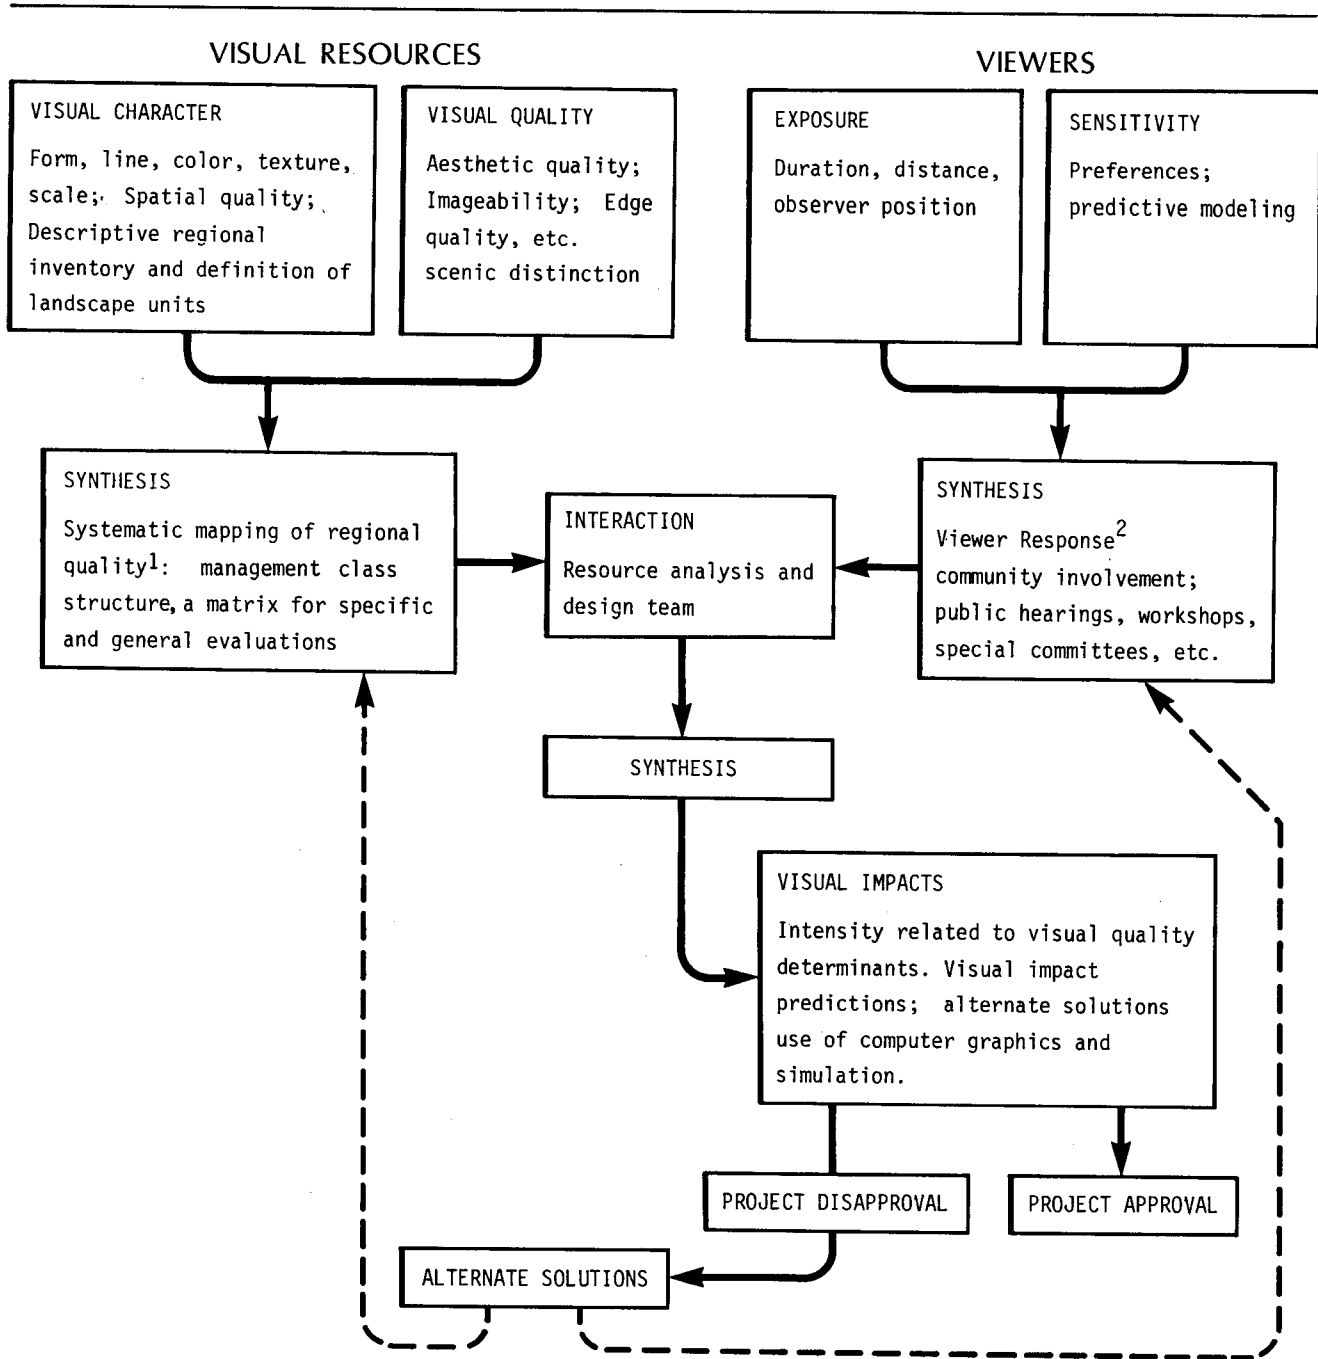 VISUAL RESOURCES
VISUAL CHARACTER
Form, line, color, texture,
scale; Spatial quality;
Descriptive regional
inventory and definition of
landscape units
VISUAL QUALITY
Aesthetic quality;
Imageability; Edge
quality, etc.
scenic distinction
VIEWERS
EXPOSURE
Duration, distance,
observer position
SENSITIVITY
Preferences;
predictive modeling
SYNTHESIS
Systematic mapping of regional
quality1: management class
structure, a matrix for specific
and general evaluations
INTERACTION
Resource analysis and
design team
SYNTHESIS
Viewer Response2
community involvement;
public hearings, workshops,
special committees, etc.
SYNTHESIS
VISUAL IMPACTS
Intensity related to visual quality
determinants. Visual impact
predictions; alternate solutions
use of computer graphics and
simulation.
PROJECT DISAPPROVAL
PROJECT APPROVAL
ALTERNATE SOLUTIONS